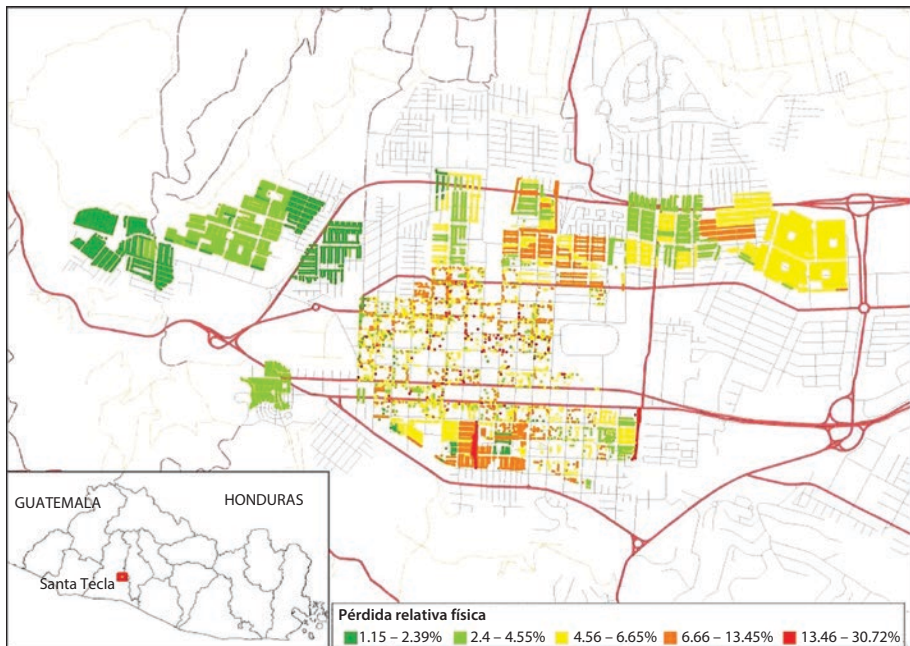 GUATEMALA
HONDURAS
Santa Tecla
Pérdida relativa física
1.15 – 2.39%
2.4 – 4.55%
4.56 – 6.65%
6.66 – 13.45%
13.46 – 30.72%